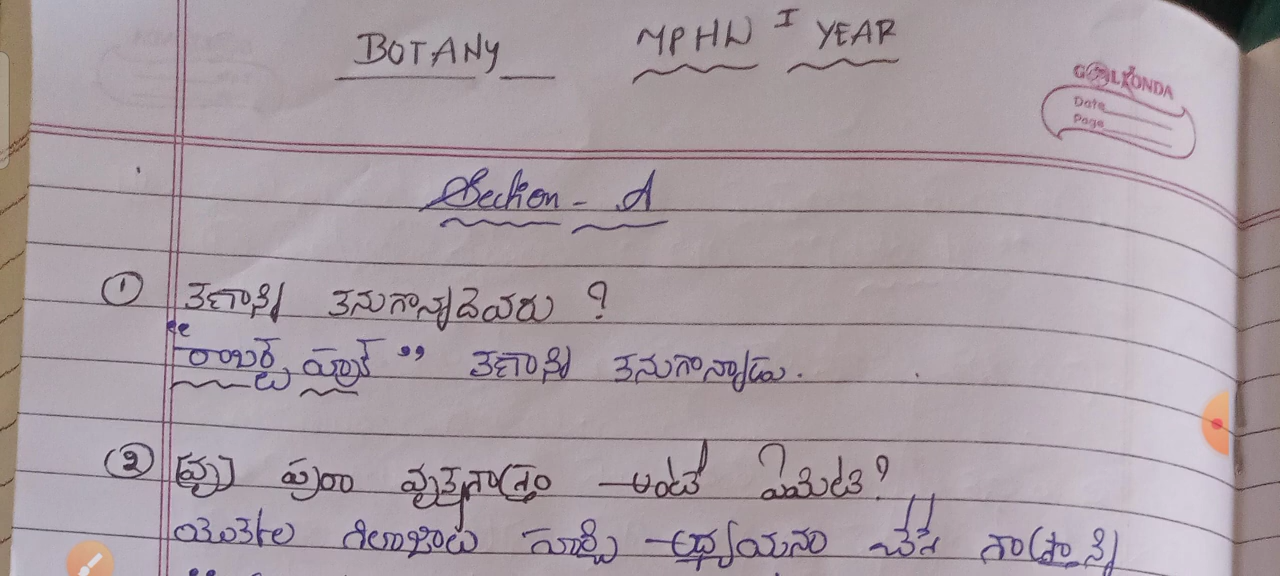 BOTANY MPHW I YEAR
GOLKONDA
Date
Page
Section - A
① కణాన్ని కనుగొన్నదెవరు ?
"రాబర్ట్ హుక్" కణాన్ని కనుగొన్నాడు.
② పురా వృక్షశాస్త్రం అంటే ఏమిటి?
అధ్యయనం చేసే శాస్త్రాన్ని